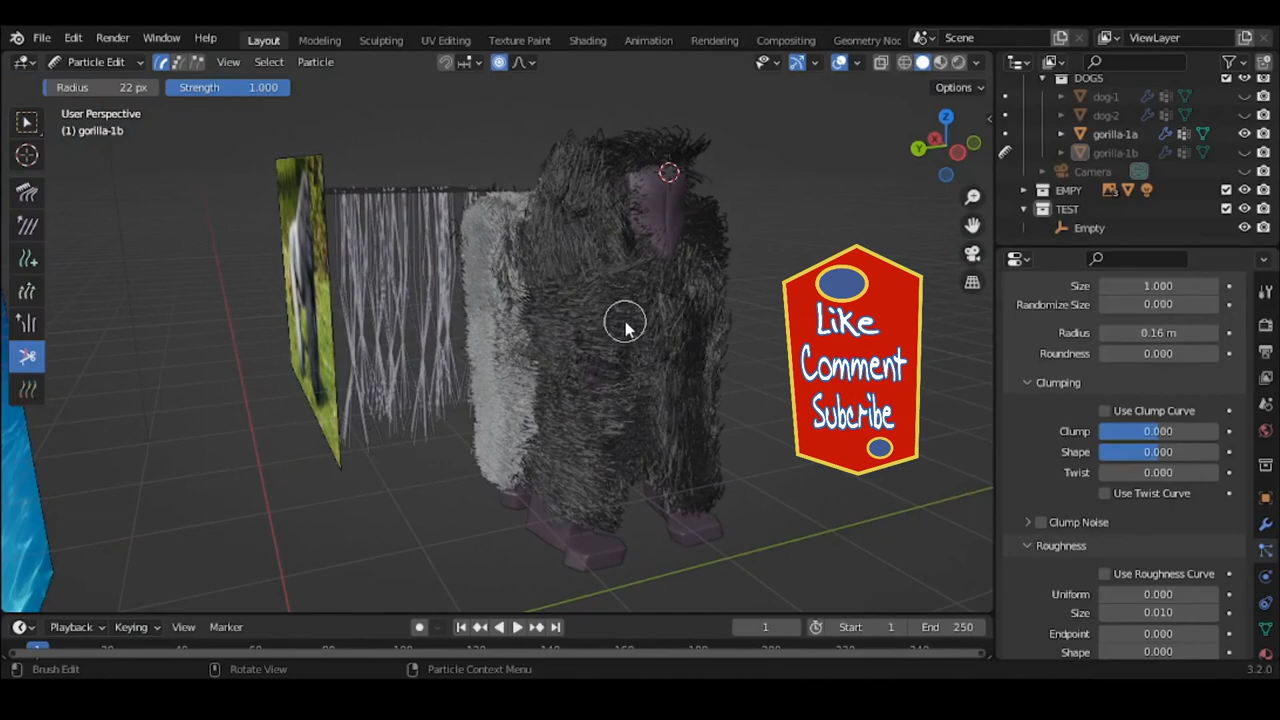 File Edit Render Window Help Layout Modeling Sculpting UV Editing Texture Paint Shading Animation Rendering Compositing Geometry Noc Scene ViewLayer
Particle Edit View Select Particle
Radius 22 px Strength 1.000 Options
User Perspective
(1) gorilla-1b
Z
X
Y
DOGS
dog-1
dog-2
gorilla-1a
gorilla-1b
Camera
EMPY 3
TEST
Empty
Size 1.000
Randomize Size 0.000
Radius 0.16 m
Roundness 0.000
Clumping
Use Clump Curve
Clump 0.000
Shape 0.000
Twist 0.000
Use Twist Curve
Clump Noise
Roughness
Use Roughness Curve
Uniform 0.000
Size 0.010
Endpoint 0.000
Shape 0.000
Like
Comment
Subcribe
Playback Keying View Marker 1 Start 1 End 250
1
Brush Edit Rotate View Particle Context Menu 3.2.0